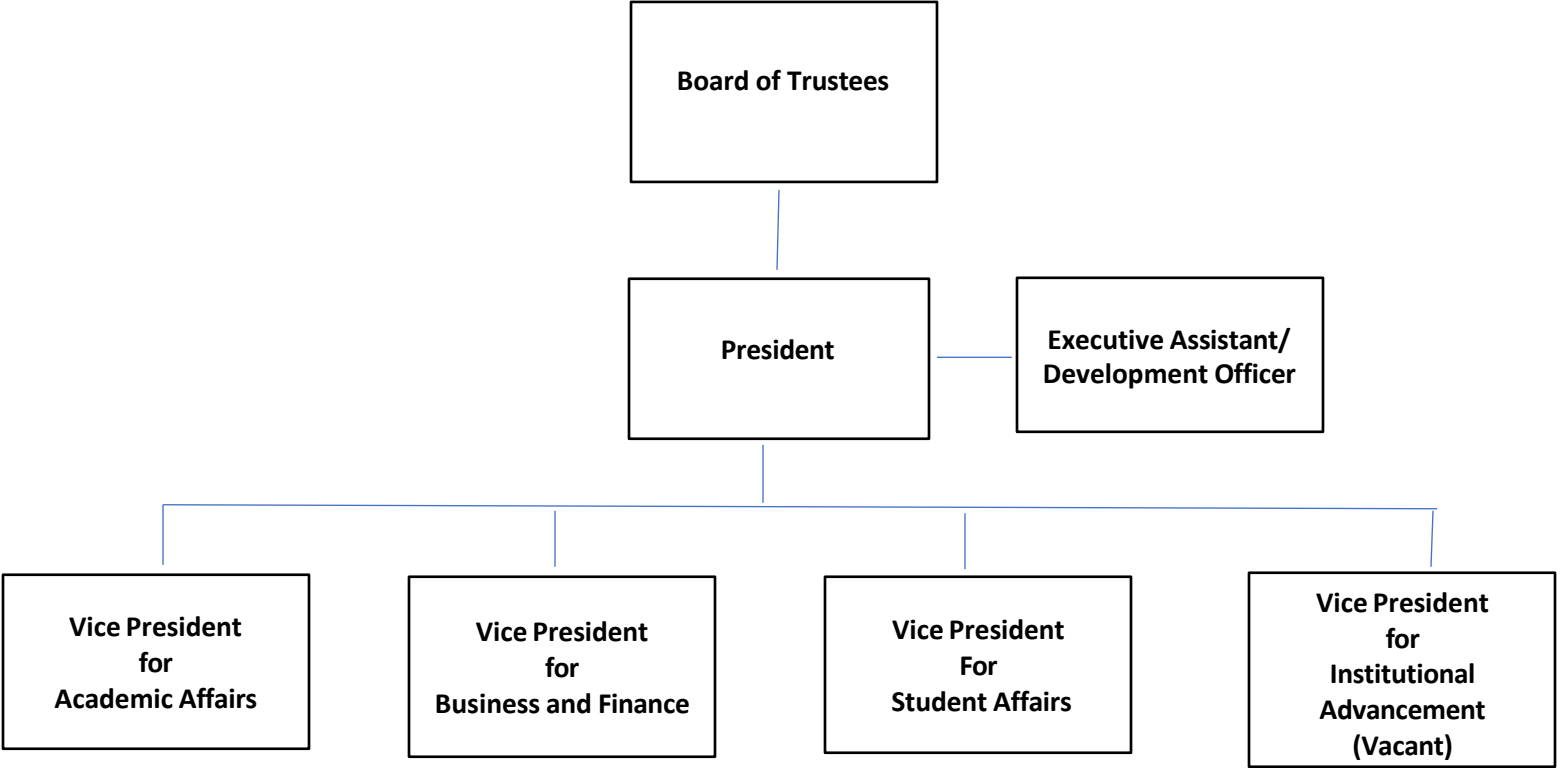 Board of Trustees
President
Executive Assistant/
Development Officer
Vice President
for
Academic Affairs
Vice President
for
Business and Finance
Vice President
For
Student Affairs
Vice President
for
Institutional
Advancement
(Vacant)